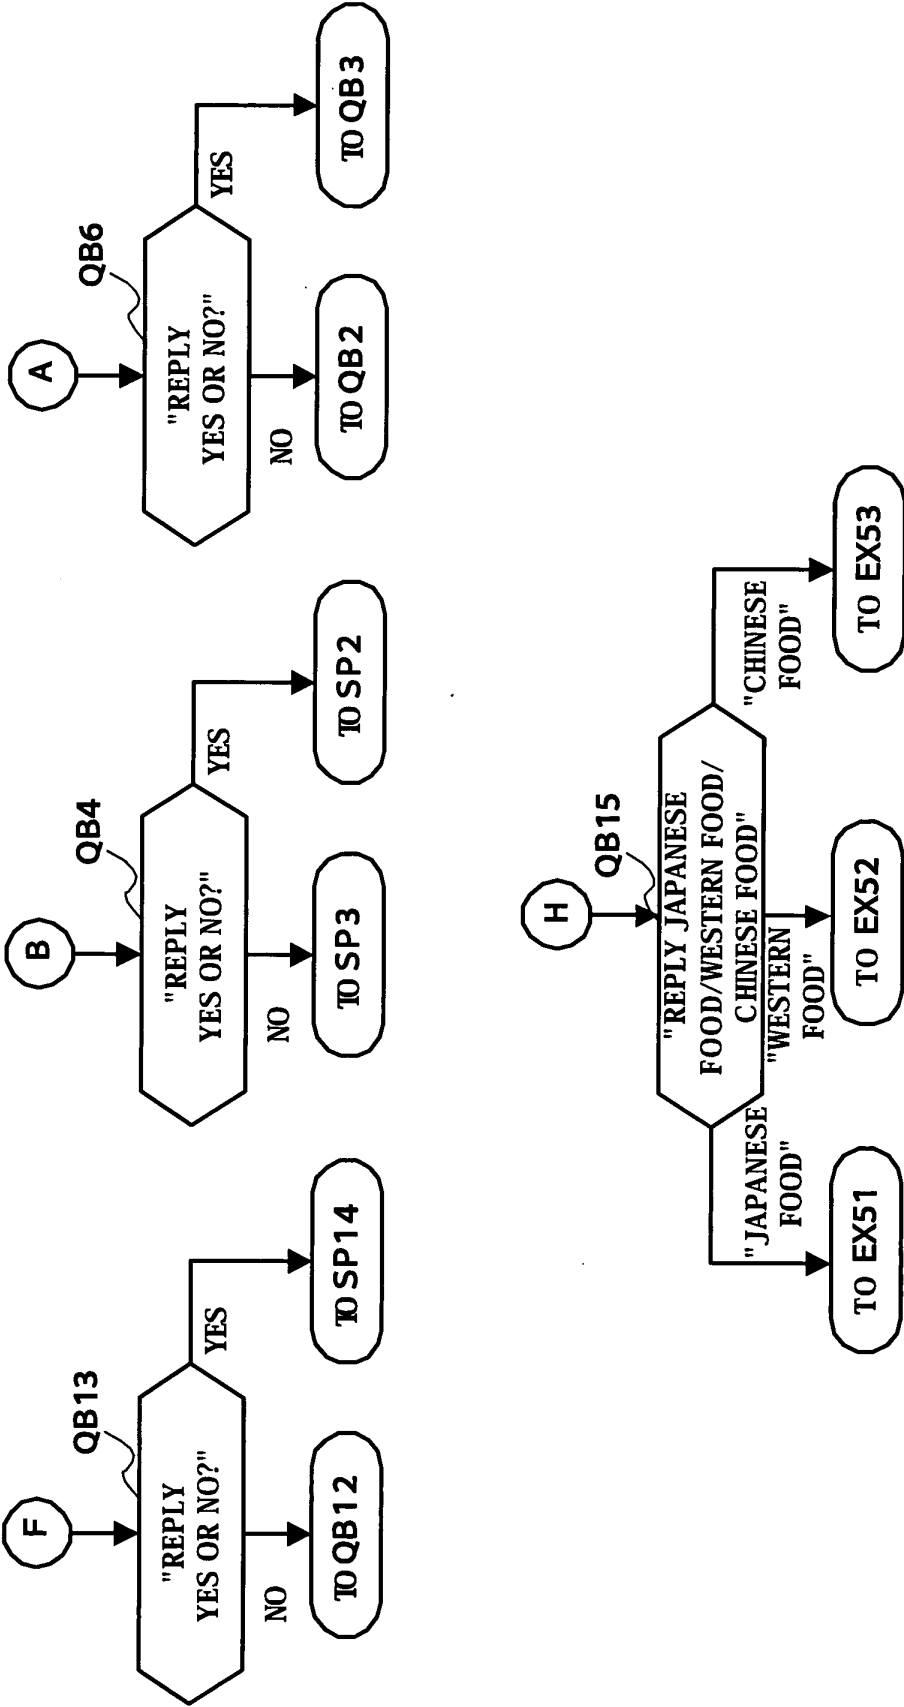 F
QB13
"REPLY
YES OR NO?"
YES
NO
TO QB12
TO SP14
B
QB4
"REPLY
YES OR NO?"
YES
NO
TO SP3
TO SP2
A
QB6
"REPLY
YES OR NO?"
YES
NO
TO QB2
TO QB3
H
QB15
"REPLY JAPANESE
FOOD/WESTERN FOOD/
CHINESE FOOD"
"JAPANESE
FOOD"
"WESTERN
FOOD"
"CHINESE
FOOD"
TO EX51
TO EX52
TO EX53